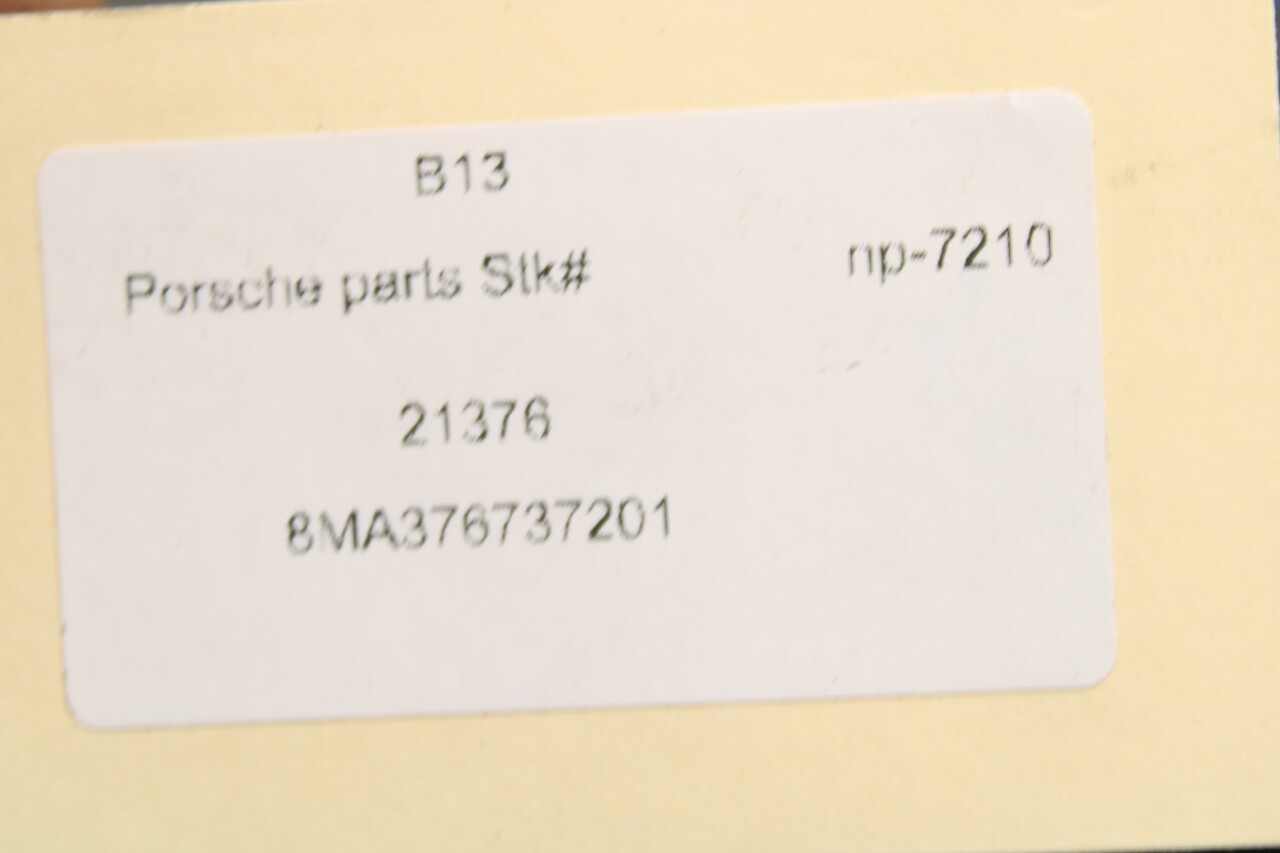 B13
Porsche parts Stk# np-7210
21376
8MA376737201